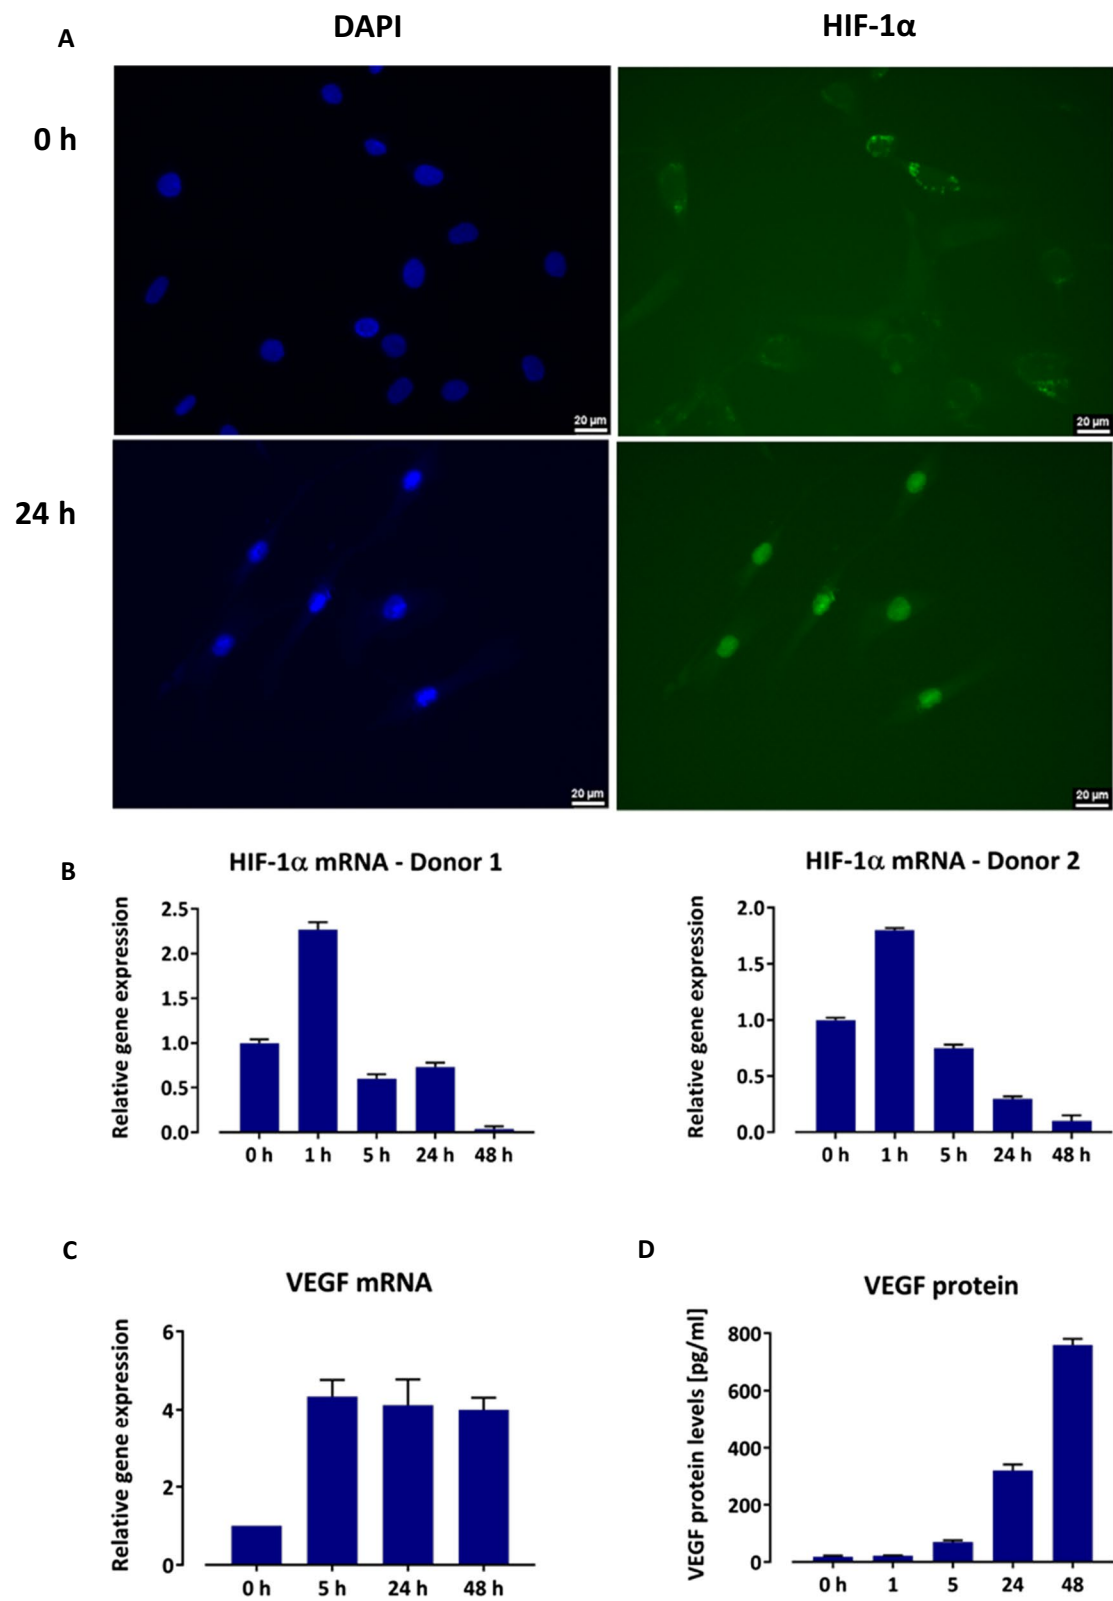 A
DAPI
HIF-1α
0 h
20 µm
20 µm
24 h
20 µm
20 µm
B
HIF-1α mRNA - Donor 1
Relative gene expression
2.5
2.0
1.5
1.0
0.5
0.0
0 h 1 h 5 h 24 h 48 h
HIF-1α mRNA - Donor 2
Relative gene expression
2.0
1.5
1.0
0.5
0.0
0 h 1 h 5 h 24 h 48 h
C
VEGF mRNA
Relative gene expression
6
4
2
0
0 h 5 h 24 h 48 h
D
VEGF protein
VEGF protein levels [pg/ml]
800
600
400
200
0
0 h 1 5 24 48